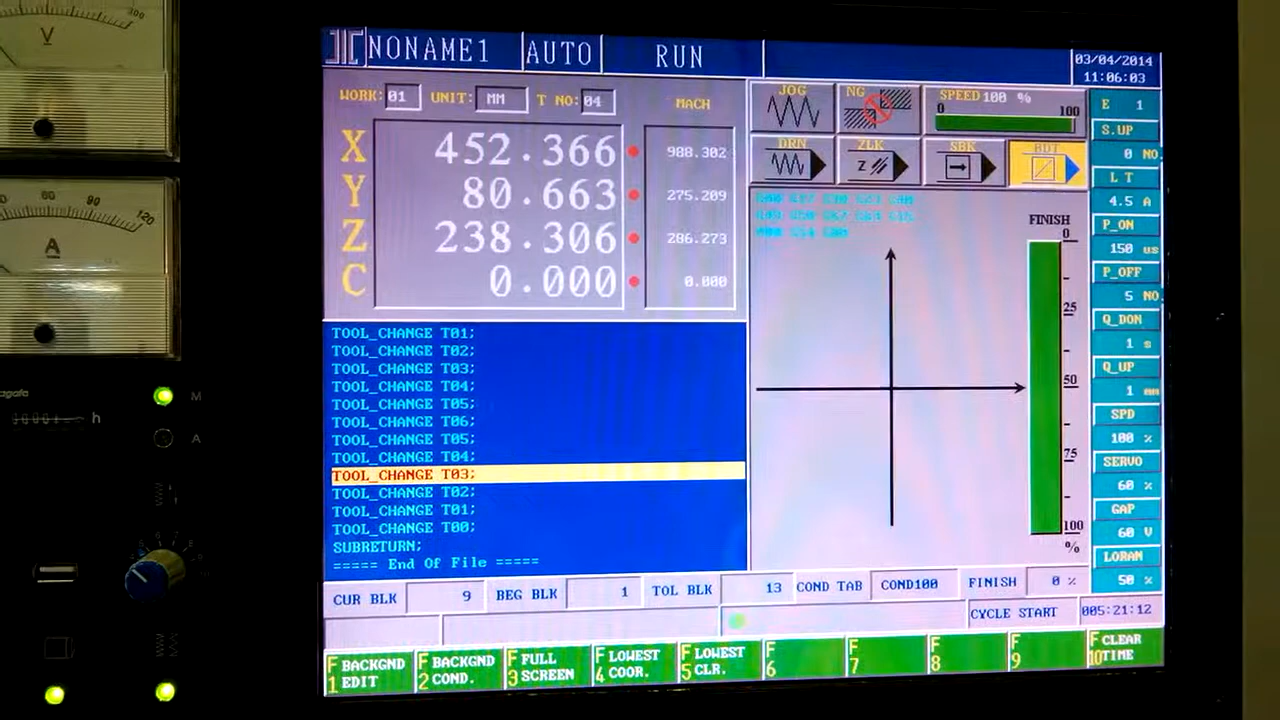 NONAME1 AUTO RUN
03/04/2014
11:06:03
WORK: 01 UNIT: MM T NO: 04 MACH
X 452.366 988.302
Y 80.663 275.209
Z 238.306 286.273
C 0.000 0.000
JOG NG SPEED 100 %
0 100
DRN ZLK SBK
FINISH
0
25
50
75
100
%
E 1
S.UP
0 NO.
L T
4.5 A
P_ON
150 us
P_OFF
5 NO.
Q_DON
1 s
Q_UP
1 mm
SPD
100 %
SERVO
60 %
GAP
60 V
LORAN
50 %
TOOL_CHANGE T01;
TOOL_CHANGE T02;
TOOL_CHANGE T03;
TOOL_CHANGE T04;
TOOL_CHANGE T05;
TOOL_CHANGE T06;
TOOL_CHANGE T05;
TOOL_CHANGE T04;
TOOL_CHANGE T03;
TOOL_CHANGE T02;
TOOL_CHANGE T01;
TOOL_CHANGE T00;
SUBRETURN;
===== End Of File =====
CUR BLK 9 BEG BLK 1 TOL BLK 13 COND TAB COND100 FINISH 0 %
CYCLE START 005:21:12
F1 BACKGND EDIT
F2 BACKGND COND.
F3 FULL SCREEN
F4 LOWEST COOR.
F5 LOWEST CLR.
F6
F7
F8
F9
F10 CLEAR TIME
V
60 90 120
A
h
M
A